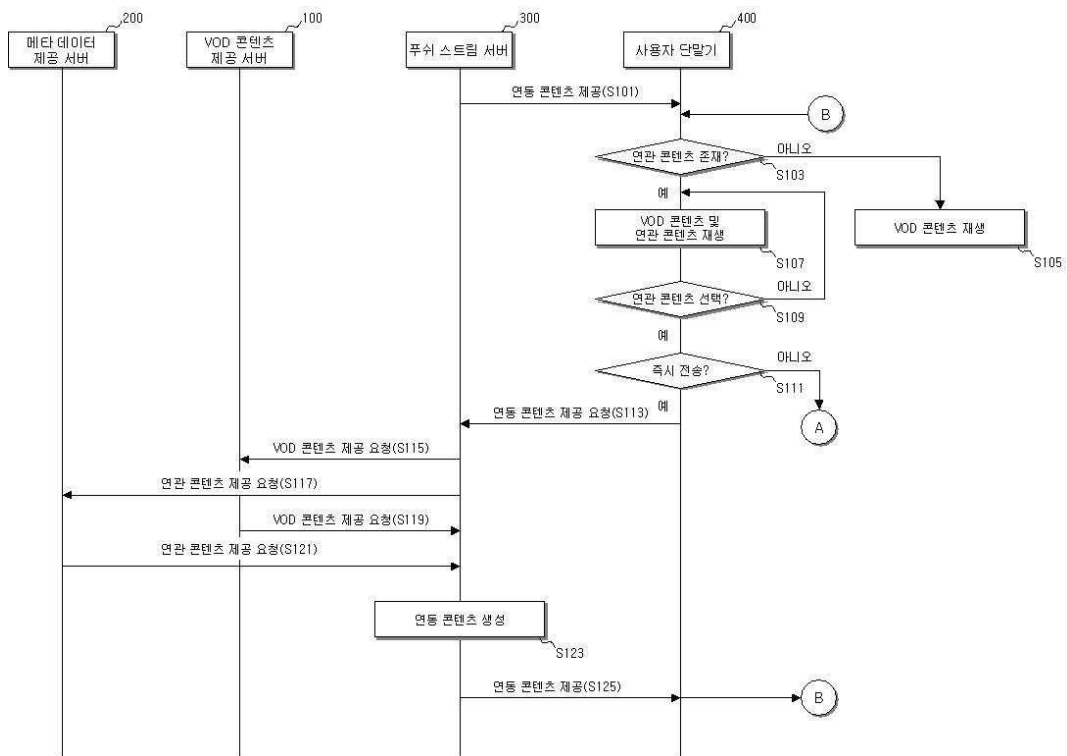 200
100
300
400
메타 데이터
제공 서버
VOD 콘텐츠
제공 서버
푸쉬 스트림 서버
사용자 단말기
연동 콘텐츠 제공(S101)
B
연관 콘텐츠 존재?
아니오
S103
예
VOD 콘텐츠 및
연관 콘텐츠 재생
S107
VOD 콘텐츠 재생
S105
연관 콘텐츠 선택?
아니오
S109
예
즉시 전송?
아니오
S111
예
A
연동 콘텐츠 제공 요청(S113)
VOD 콘텐츠 제공 요청(S115)
연관 콘텐츠 제공 요청(S117)
VOD 콘텐츠 제공 요청(S119)
연관 콘텐츠 제공 요청(S121)
연동 콘텐츠 생성
S123
연동 콘텐츠 제공(S125)
B